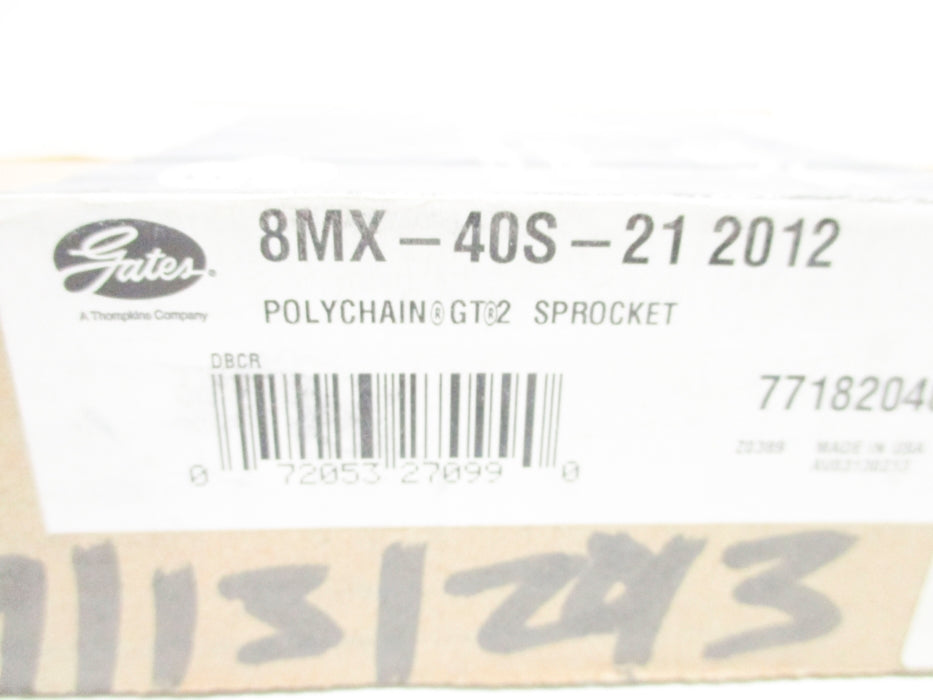 Gates®
A Thompkins Company
8MX-40S-21 2012
POLYCHAIN®GT®2 SPROCKET
DBCR
0 72053 27099 0
7718204
MADE IN USA